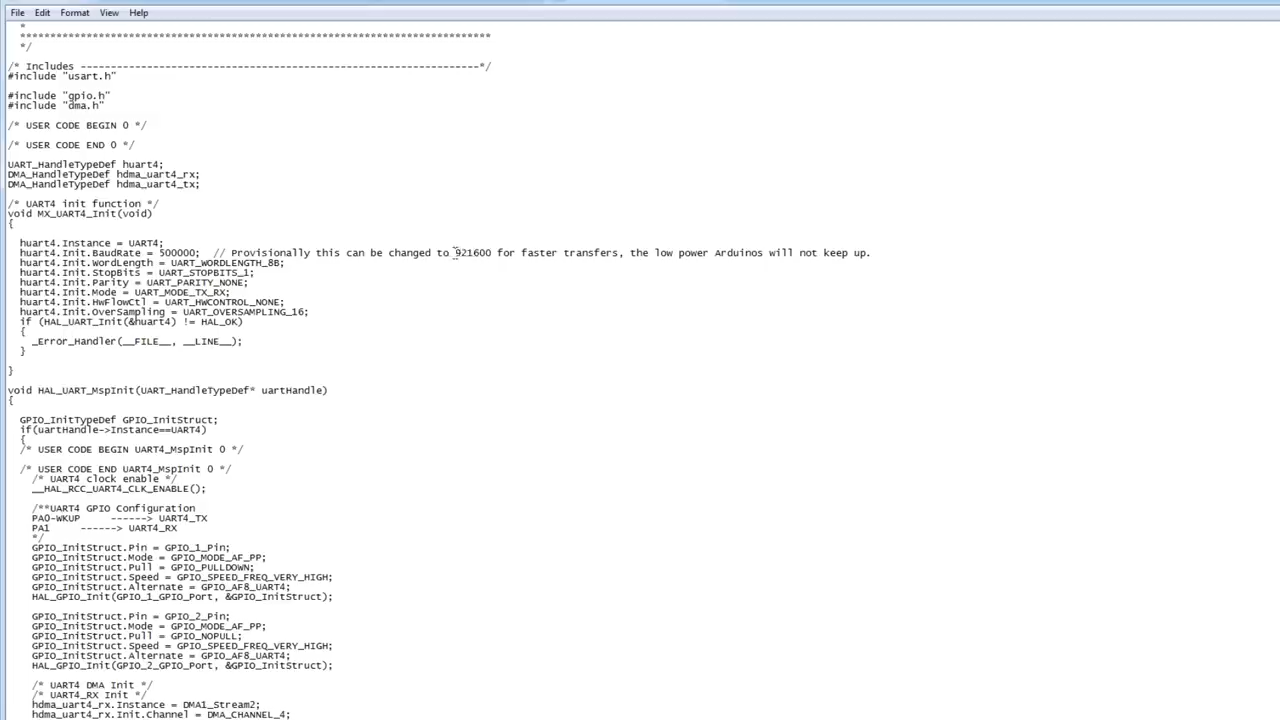 File Edit Format View Help
*
******************************************************************************
*/
/* Includes ------------------------------------------------------------------*/
#include "usart.h"
#include "gpio.h"
#include "dma.h"
/* USER CODE BEGIN 0 */
/* USER CODE END 0 */
UART_HandleTypeDef huart4;
DMA_HandleTypeDef hdma_uart4_rx;
DMA_HandleTypeDef hdma_uart4_tx;
/* UART4 init function */
void MX_UART4_Init(void)
{
huart4.Instance = UART4;
huart4.Init.BaudRate = 500000;  // Provisionally this can be changed to 921600 for faster transfers, the low power Arduinos will not keep up.
huart4.Init.WordLength = UART_WORDLENGTH_8B;
huart4.Init.StopBits = UART_STOPBITS_1;
huart4.Init.Parity = UART_PARITY_NONE;
huart4.Init.Mode = UART_MODE_TX_RX;
huart4.Init.HwFlowCtl = UART_HWCONTROL_NONE;
huart4.Init.OverSampling = UART_OVERSAMPLING_16;
if (HAL_UART_Init(&huart4) != HAL_OK)
{
_Error_Handler(__FILE__, __LINE__);
}
}
void HAL_UART_MspInit(UART_HandleTypeDef* uartHandle)
{
GPIO_InitTypeDef GPIO_InitStruct;
if(uartHandle->Instance==UART4)
{
/* USER CODE BEGIN UART4_MspInit 0 */
/* USER CODE END UART4_MspInit 0 */
/* UART4 clock enable */
__HAL_RCC_UART4_CLK_ENABLE();
/**UART4 GPIO Configuration
PA0-WKUP     ------> UART4_TX
PA1     ------> UART4_RX
*/
GPIO_InitStruct.Pin = GPIO_1_Pin;
GPIO_InitStruct.Mode = GPIO_MODE_AF_PP;
GPIO_InitStruct.Pull = GPIO_PULLDOWN;
GPIO_InitStruct.Speed = GPIO_SPEED_FREQ_VERY_HIGH;
GPIO_InitStruct.Alternate = GPIO_AF8_UART4;
HAL_GPIO_Init(GPIO_1_GPIO_Port, &GPIO_InitStruct);
GPIO_InitStruct.Pin = GPIO_2_Pin;
GPIO_InitStruct.Mode = GPIO_MODE_AF_PP;
GPIO_InitStruct.Pull = GPIO_NOPULL;
GPIO_InitStruct.Speed = GPIO_SPEED_FREQ_VERY_HIGH;
GPIO_InitStruct.Alternate = GPIO_AF8_UART4;
HAL_GPIO_Init(GPIO_2_GPIO_Port, &GPIO_InitStruct);
/* UART4 DMA Init */
/* UART4_RX Init */
hdma_uart4_rx.Instance = DMA1_Stream2;
hdma_uart4_rx.Init.Channel = DMA_CHANNEL_4;